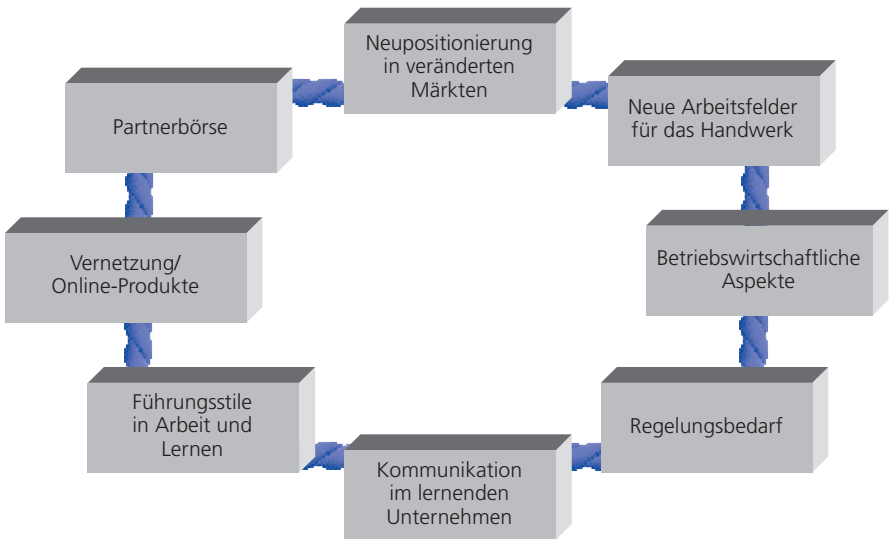 Neupositionierung
in veränderten
Märkten
Neue Arbeitsfelder
für das Handwerk
Betriebswirtschaftliche
Aspekte
Regelungsbedarf
Kommunikation
im lernenden
Unternehmen
Führungsstile
in Arbeit und
Lernen
Vernetzung/
Online-Produkte
Partnerbörse